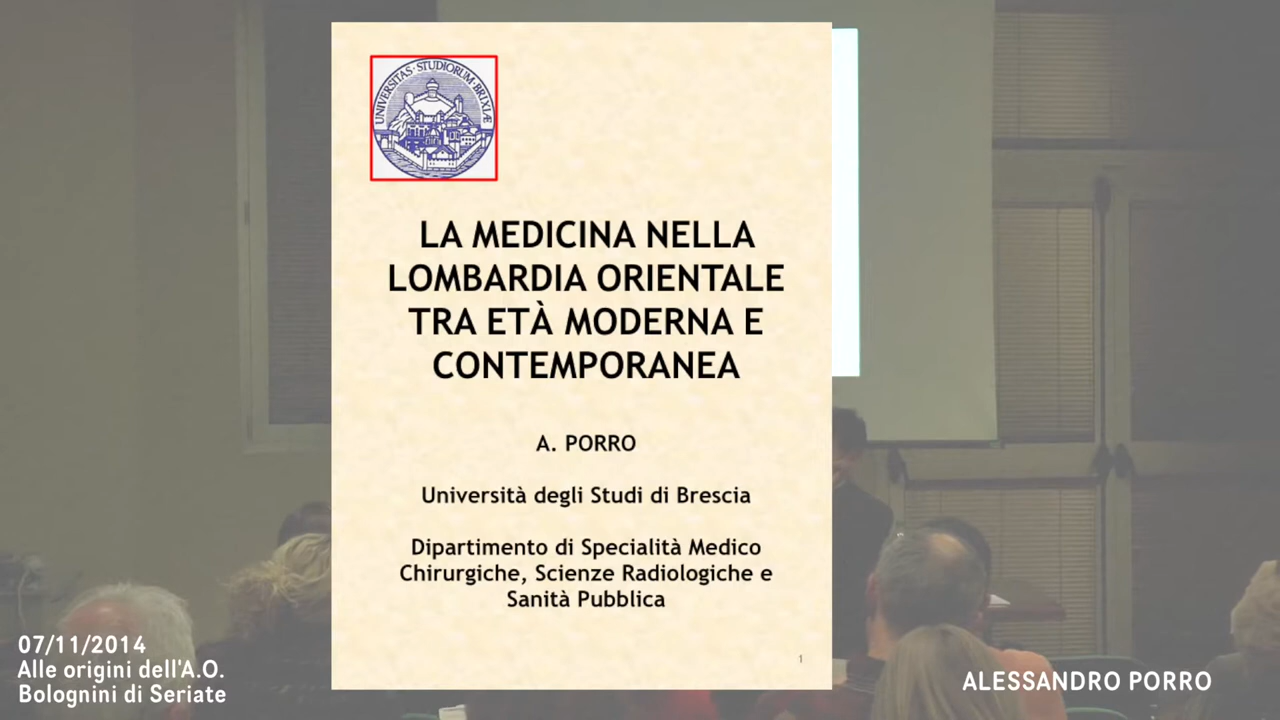 UNIVERSITAS · STUDIORUM · BRIXIÆ
LA MEDICINA NELLA
LOMBARDIA ORIENTALE
TRA ETÀ MODERNA E
CONTEMPORANEA
A. PORRO
Università degli Studi di Brescia
Dipartimento di Specialità Medico
Chirurgiche, Scienze Radiologiche e
Sanità Pubblica
1
07/11/2014
Alle origini dell'A.O.
Bolognini di Seriate
ALESSANDRO PORRO